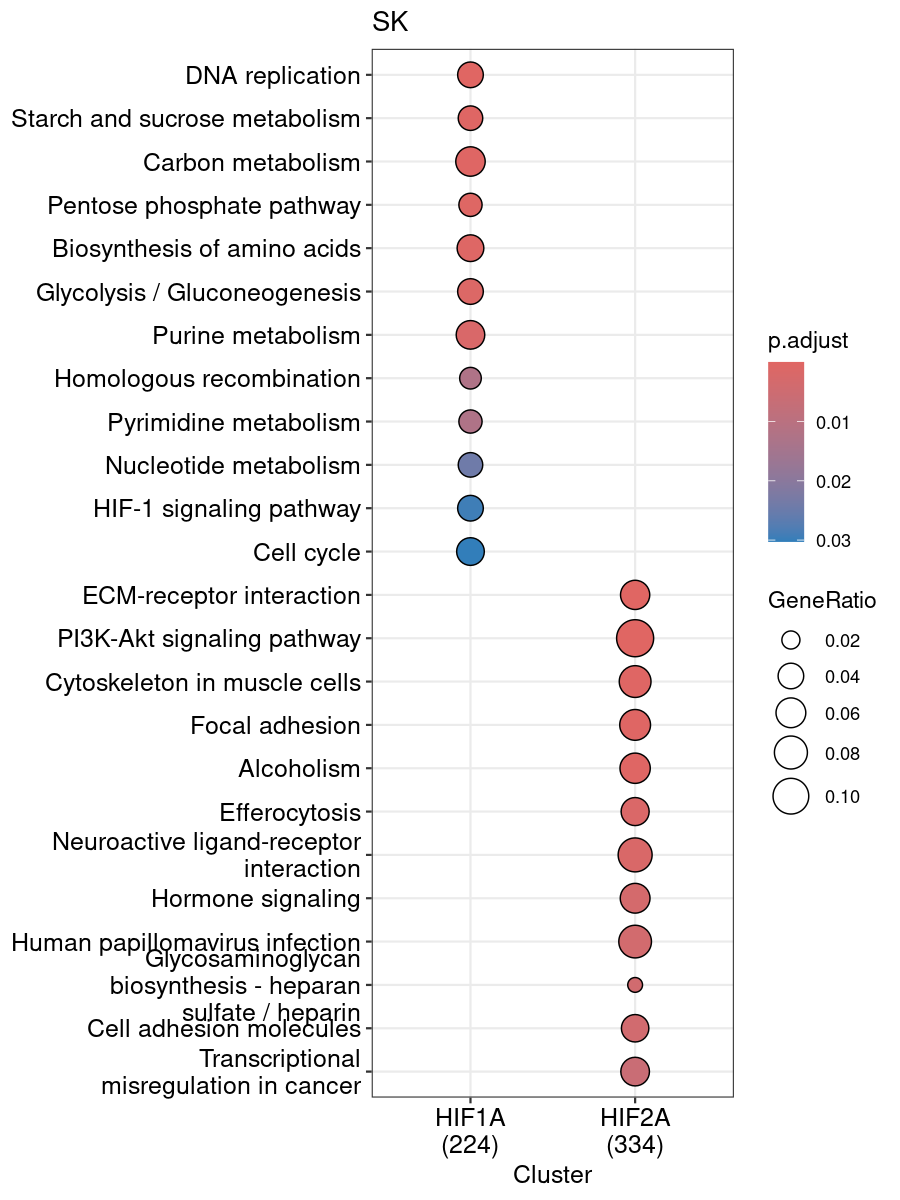 SK
DNA replication
Starch and sucrose metabolism
Carbon metabolism
Pentose phosphate pathway
Biosynthesis of amino acids
Glycolysis / Gluconeogenesis
Purine metabolism
Homologous recombination
Pyrimidine metabolism
Nucleotide metabolism
HIF-1 signaling pathway
Cell cycle
ECM-receptor interaction
PI3K-Akt signaling pathway
Cytoskeleton in muscle cells
Focal adhesion
Alcoholism
Efferocytosis
Neuroactive ligand-receptor
interaction
Hormone signaling
Human papillomavirus infection
Glycosaminoglycan
biosynthesis - heparan
sulfate / heparin
Cell adhesion molecules
Transcriptional
misregulation in cancer
HIF1A
(224)
HIF2A
(334)
Cluster
p.adjust
0.01
0.02
0.03
GeneRatio
0.02
0.04
0.06
0.08
0.10